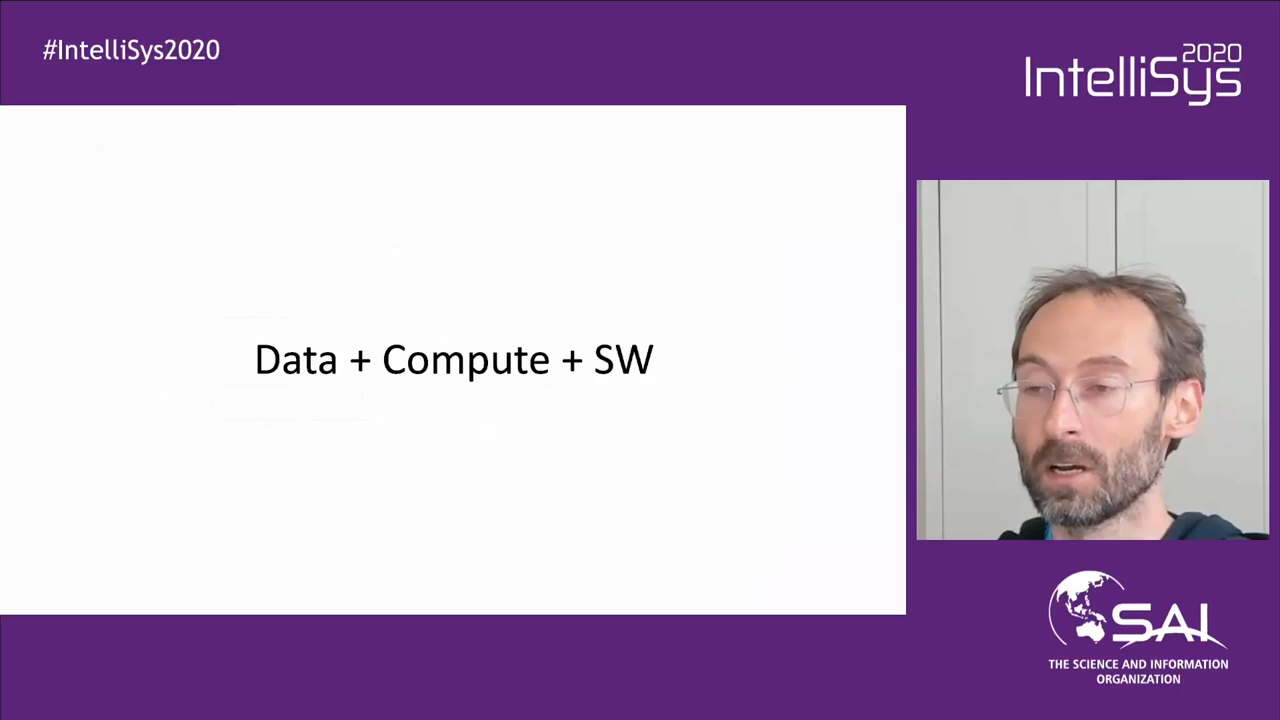 #IntelliSys2020
2020
IntelliSys
Data + Compute + SW
SAI
THE SCIENCE AND INFORMATION
ORGANIZATION